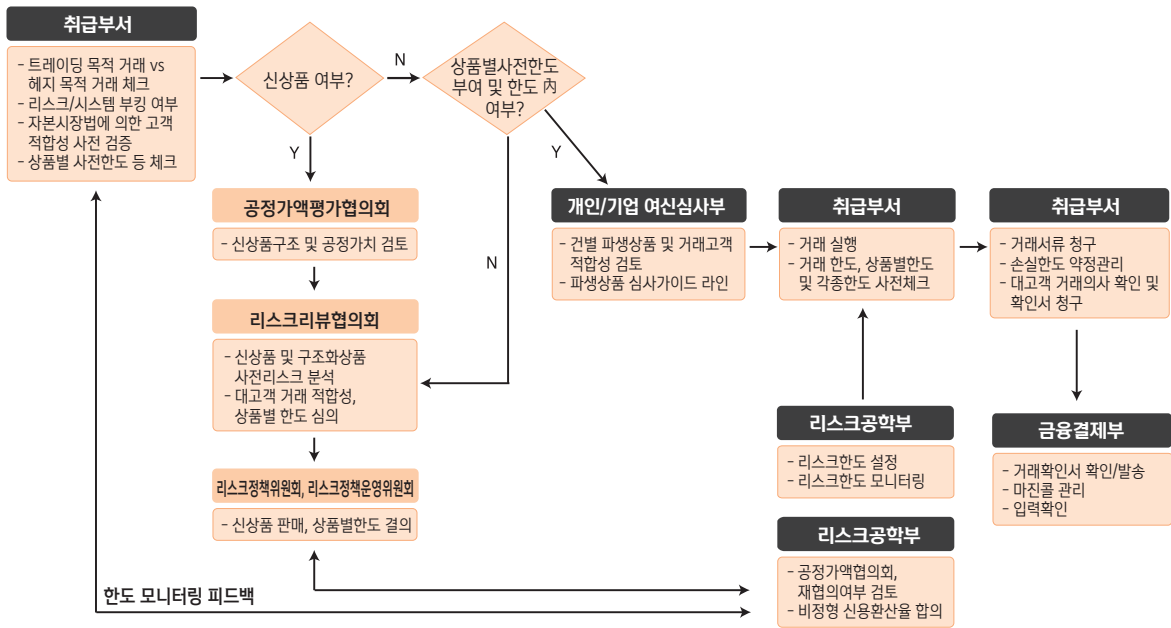 취급부서
- 트레이딩 목적 거래 vs
헤지 목적 거래 체크
- 리스크/시스템 부킹 여부
- 자본시장법에 의한 고객
적합성 사전 검증
- 상품별 사전한도 등 체크
신상품 여부?
N
상품별사전한도
부여 및 한도 內
여부?
Y
Y
N
공정가액평가협의회
- 신상품구조 및 공정가치 검토
리스크리뷰협의회
- 신상품 및 구조화상품
사전리스크 분석
- 대고객 거래 적합성,
상품별 한도 심의
리스크정책위원회, 리스크정책운영위원회
- 신상품 판매, 상품별한도 결의
개인/기업 여신심사부
- 건별 파생상품 및 거래고객
적합성 검토
- 파생상품 심사가이드 라인
취급부서
- 거래 실행
- 거래 한도, 상품별한도
및 각종한도 사전체크
취급부서
- 거래서류 청구
- 손실한도 약정관리
- 대고객 거래의사 확인 및
확인서 청구
리스크공학부
- 리스크한도 설정
- 리스크한도 모니터링
금융결제부
- 거래확인서 확인/발송
- 마진콜 관리
- 입력확인
리스크공학부
- 공정가액협의회,
재협의여부 검토
- 비정형 신용환산율 합의
한도 모니터링 피드백